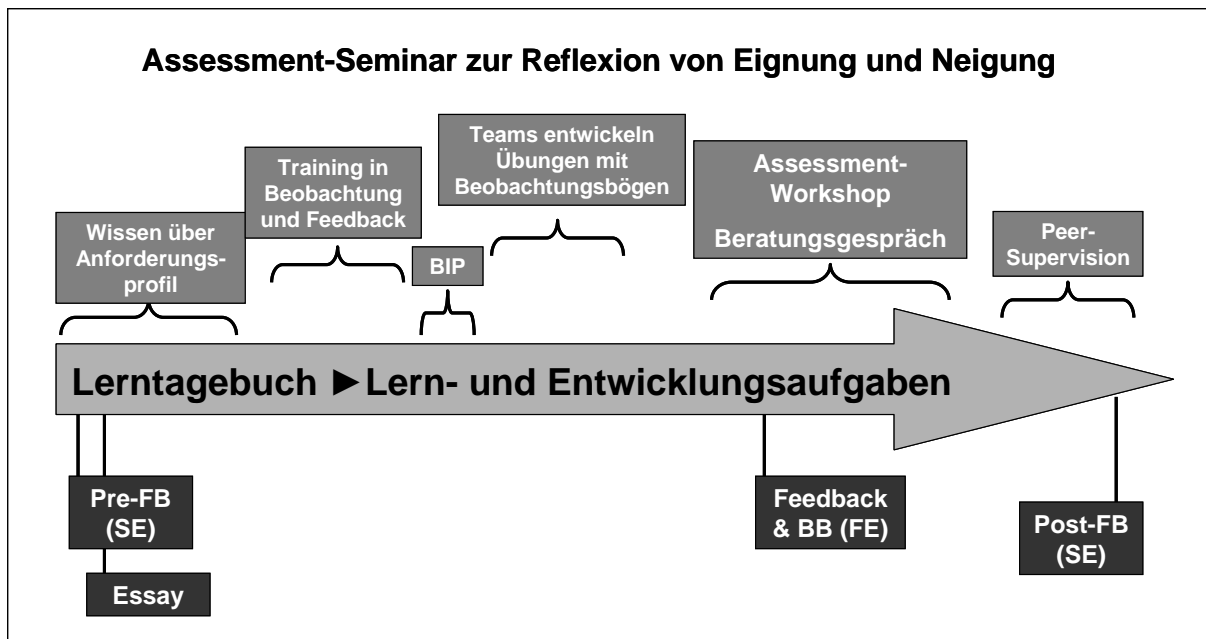 Assessment-Seminar zur Reflexion von Eignung und Neigung
Wissen über
Anforderungs-
profil
Training in
Beobachtung
und Feedback
BIP
Teams entwickeln
Übungen mit
Beobachtungsbögen
Assessment-
Workshop
Beratungsgespräch
Peer-
Supervision
Lerntagebuch ►Lern- und Entwicklungsaufgaben
Pre-FB
(SE)
Essay
Feedback
& BB (FE)
Post-FB
(SE)